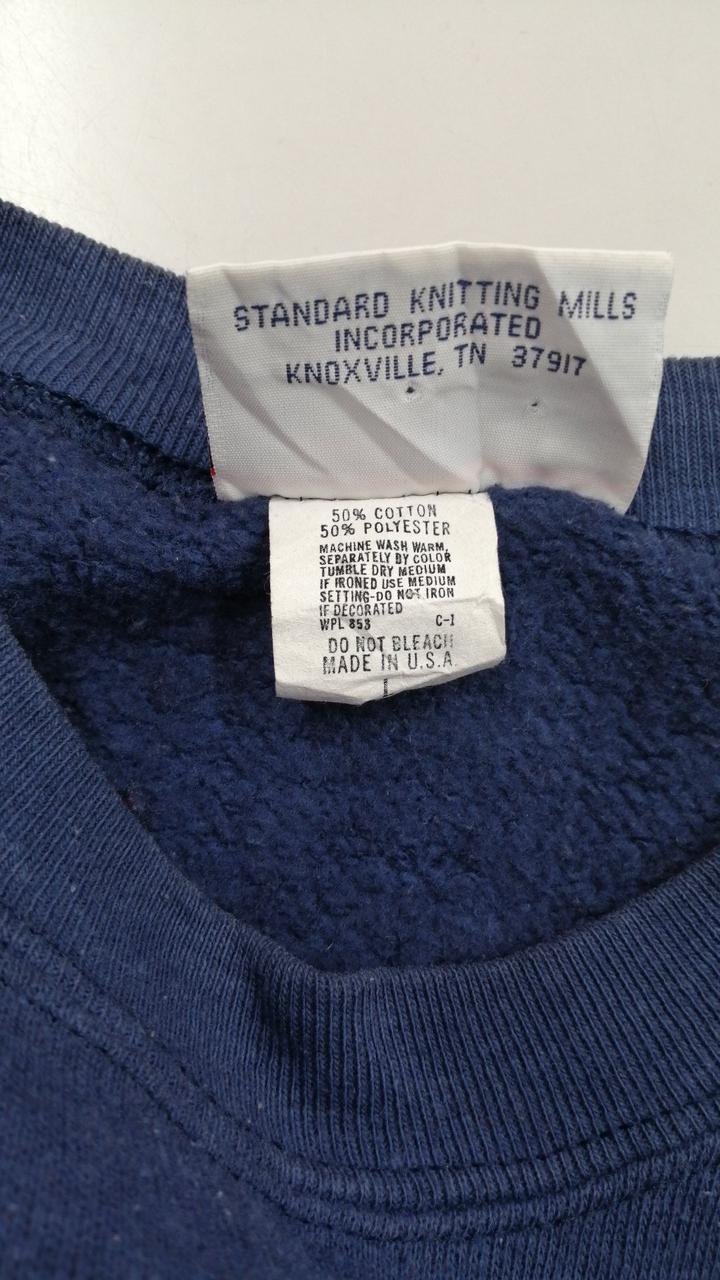 STANDARD KNITTING MILLS
INCORPORATED
KNOXVILLE, TN 37917
50% COTTON
50% POLYESTER
MACHINE WASH WARM,
SEPARATELY BY COLOR
TUMBLE DRY MEDIUM
IF IRONED USE MEDIUM
SETTING-DO NOT IRON
IF DECORATED
WPL 853 C-1
DO NOT BLEACH
MADE IN U.S.A.